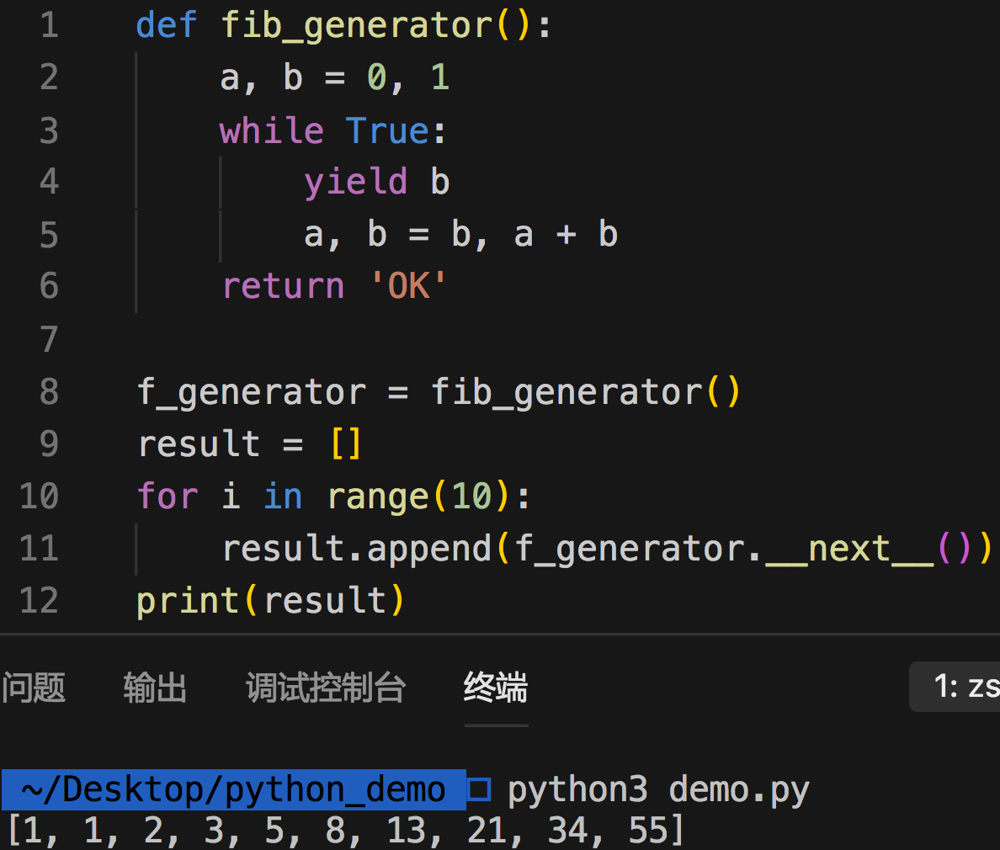 1 def fib_generator():
2     a, b = 0, 1
3     while True:
4         yield b
5         a, b = b, a + b
6     return 'OK'
7
8 f_generator = fib_generator()
9 result = []
10 for i in range(10):
11     result.append(f_generator.__next__())
12 print(result)
问题 输出 调试控制台 终端 1: zs
~/Desktop/python_demo python3 demo.py
[1, 1, 2, 3, 5, 8, 13, 21, 34, 55]